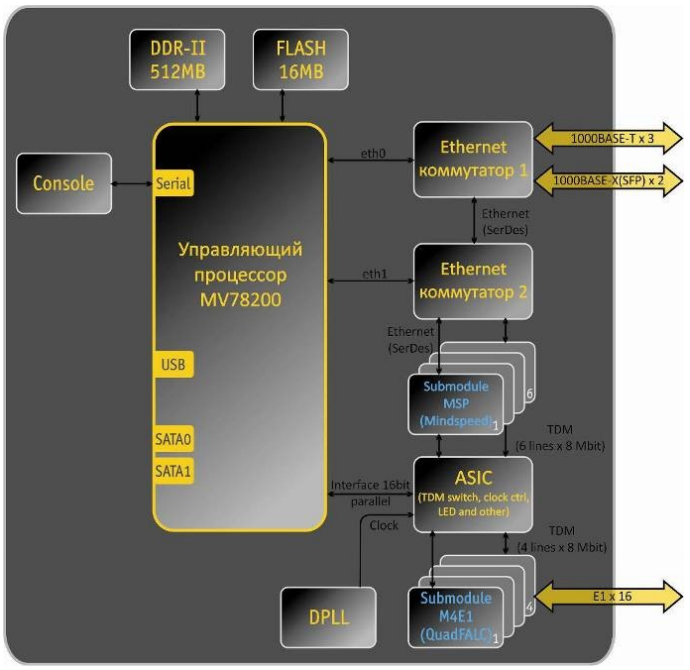 DDR-II
512MB
FLASH
16MB
Console
Serial
Управляющий
процессор
MV78200
USB
SATA0
SATA1
eth0
Ethernet
коммутатор 1
1000BASE-T x 3
1000BASE-X(SFP) x 2
Ethernet
(SerDes)
eth1
Ethernet
коммутатор 2
Ethernet
(SerDes)
6
Submodule
MSP
(Mindspeed)
1
TDM
(6 lines x 8 Mbit)
Interface 16bit
parallel
ASIC
(TDM switch, clock ctrl,
LED and other)
Clock
TDM
(4 lines x 8 Mbit)
DPLL
4
Submodule
M4E1
(QuadFALC)
1
E1 x 16